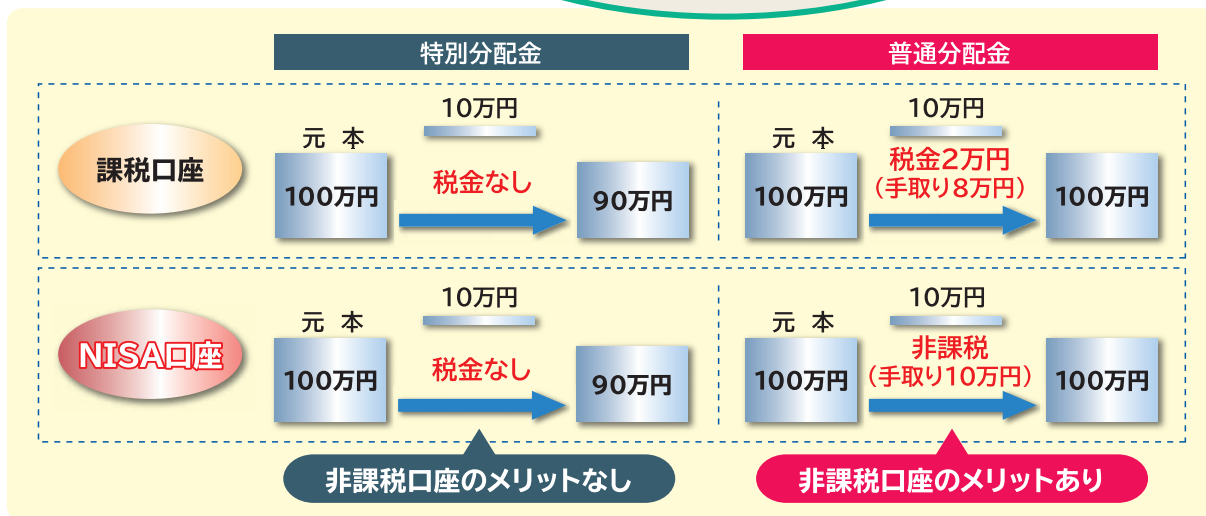 特別分配金
普通分配金
課税口座
元 本
100万円
10万円
税金なし
90万円
元 本
100万円
10万円
税金2万円
（手取り8万円）
100万円
NISA口座
元 本
100万円
10万円
税金なし
90万円
元 本
100万円
10万円
非課税
（手取り10万円）
100万円
非課税口座のメリットなし
非課税口座のメリットあり